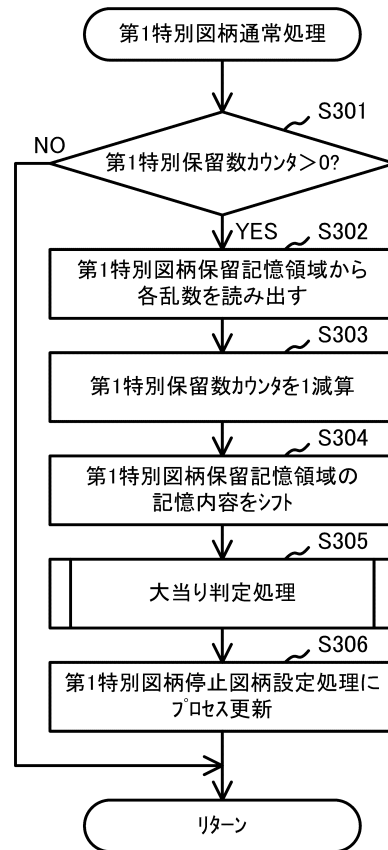 第1特別図柄通常処理
S301
NO
第1特別保留数カウンタ＞0?
YES
S302
第1特別図柄保留記憶領域から
各乱数を読み出す
S303
第1特別保留数カウンタを1減算
S304
第1特別図柄保留記憶領域の
記憶内容をシフト
S305
大当り判定処理
S306
第1特別図柄停止図柄設定処理に
プロセス更新
リターン